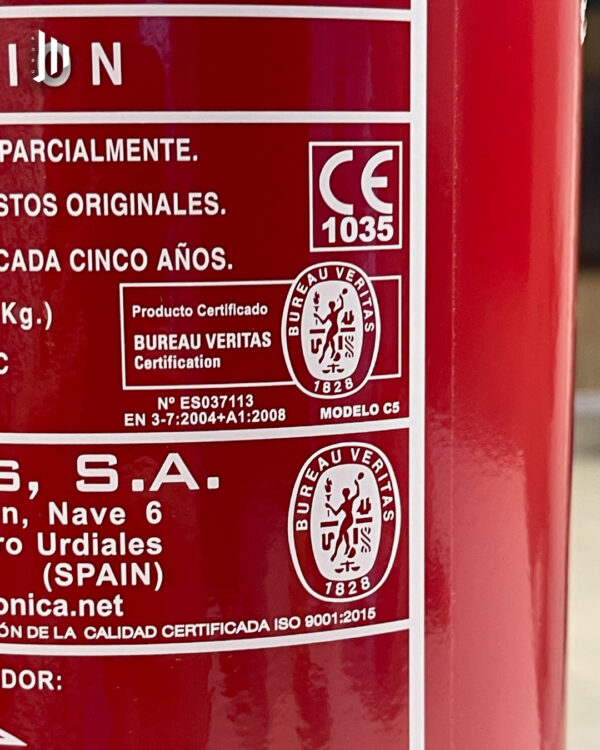 ION
PARCIALMENTE.
STOS ORIGINALES.
CADA CINCO AÑOS.
Kg.)
C
CE
1035
Producto Certificado
BUREAU VERITAS
Certification
BUREAU VERITAS
1828
Nº ES037113
EN 3-7:2004+A1:2008
MODELO C5
s, S.A.
n, Nave 6
ro Urdiales
(SPAIN)
onica.net
ÓN DE LA CALIDAD CERTIFICADA ISO 9001:2015
BUREAU VERITAS
1828
DOR: